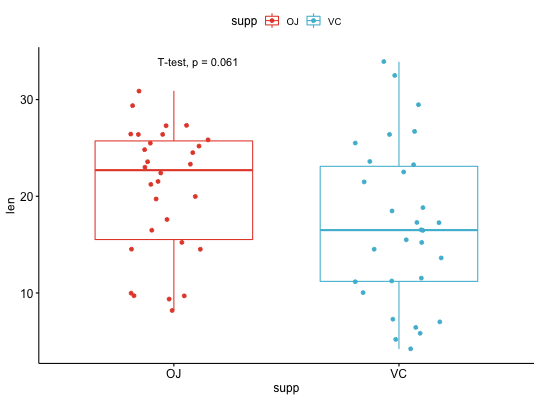 supp OJ VC
T-test, p = 0.061
30
20
10
len
OJ VC
supp